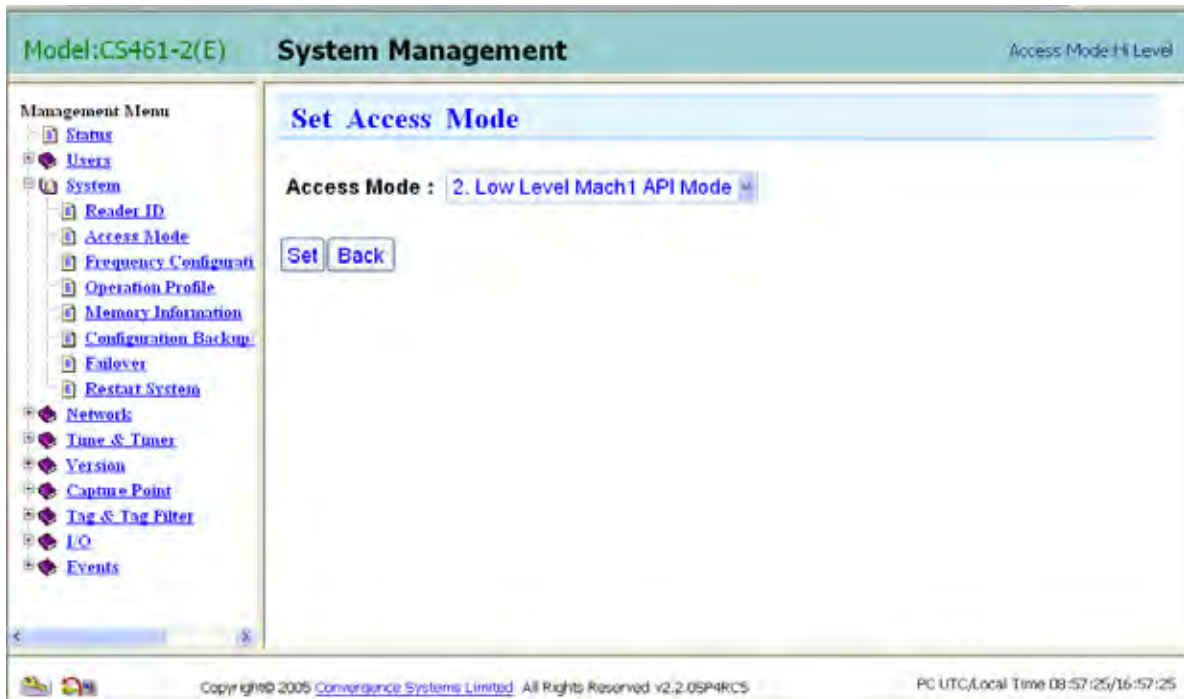 Model:CS461-2(E)
System Management
Access Mode:Hi Level
Management Menu
Status
Users
System
Reader ID
Access Mode
Frequency Configurati
Operation Profile
Memory Information
Configuration Backup/
Failover
Restart System
Network
Time & Timer
Version
Capture Point
Tag & Tag Filter
I/O
Events
Set Access Mode
Access Mode : 2. Low Level Mach1 API Mode
Set Back
Copyright© 2005 Convergence Systems Limited All Rights Reserved v2.2.0SP4RC5
PC UTC/Local Time 08:57:25/16:57:25